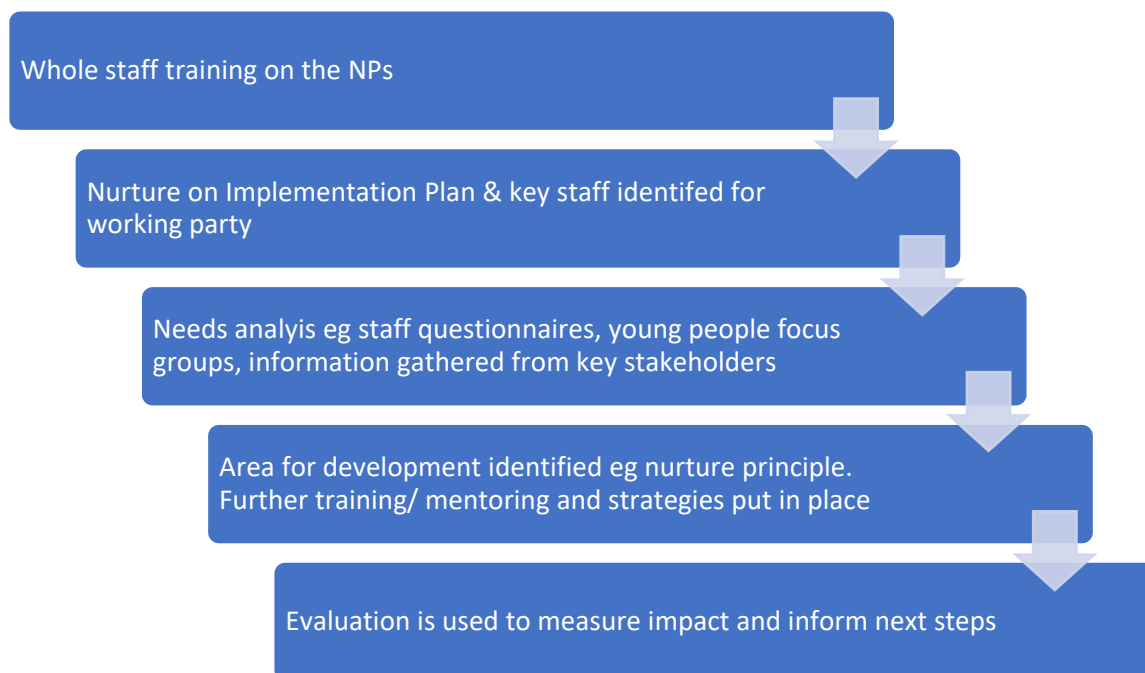 Whole staff training on the NPs
Nurture on Implementation Plan & key staff identifed for
working party
Needs analyis eg staff questionnaires, young people focus
groups, information gathered from key stakeholders
Area for development identified eg nurture principle.
Further training/ mentoring and strategies put in place
Evaluation is used to measure impact and inform next steps